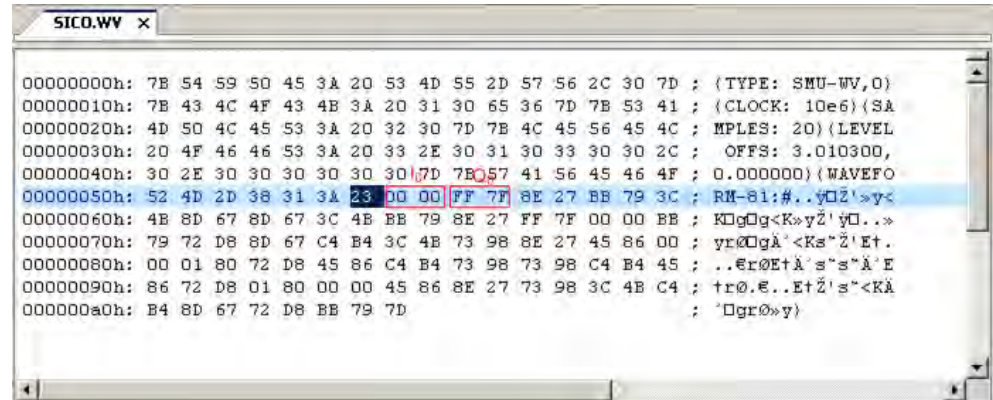 SICO.WV ×
00000000h: 7B 54 59 50 45 3A 20 53 4D 55 2D 57 56 2C 30 7D ; {TYPE: SMU-WV,0}
00000010h: 7B 43 4C 4F 43 4B 3A 20 31 30 65 36 7D 7B 53 41 ; {CLOCK: 10e6}{SA
00000020h: 4D 50 4C 45 53 3A 20 32 30 7D 7B 4C 45 56 45 4C ; MPLES: 20}{LEVEL
00000030h: 20 4F 46 46 53 3A 20 33 2E 30 31 30 33 30 30 2C ;  OFFS: 3.010300,
00000040h: 30 2E 30 30 30 30 30 30 7D 7B 57 41 56 45 46 4F ; 0.000000}{WAVEFO
I0 Q0
00000050h: 52 4D 2D 38 31 3A 23 00 00 FF 7F 8E 27 BB 79 3C ; RM-81:#..ÿ□Ž'»y<
00000060h: 4B 8D 67 8D 67 3C 4B BB 79 8E 27 FF 7F 00 00 BB ; K□g□g<K»yŽ'ÿ□..»
00000070h: 79 72 D8 8D 67 C4 B4 3C 4B 73 98 8E 27 45 86 00 ; yrØ□gÄ´<Ks˜Ž'E†.
00000080h: 00 01 80 72 D8 45 86 C4 B4 73 98 73 98 C4 B4 45 ; ..€rØE†Ä´s˜s˜Ä´E
00000090h: 86 72 D8 01 80 00 00 45 86 8E 27 73 98 3C 4B C4 ; †rØ.€..E†Ž's˜<KÄ
000000a0h: B4 8D 67 72 D8 BB 79 7D ; ´□grØ»y}